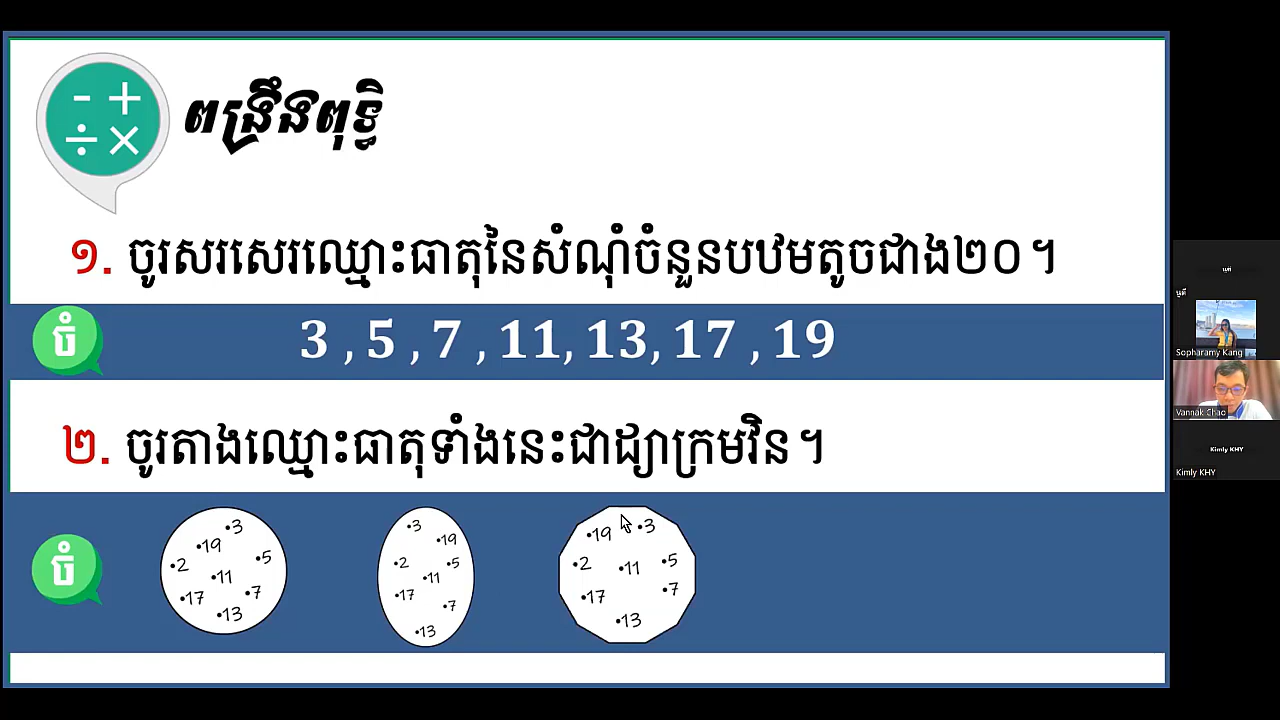 - +
÷ ×
ពង្រឹងពុទ្ធិ
១. ចូរសរសេរឈ្មោះធាតុនៃសំណុំចំនួនបឋមតូចជាង២០។
ចំ
3 , 5 , 7 , 11, 13, 17 , 19
២. ចូរតាងឈ្មោះធាតុទាំងនេះជាដ្យាក្រមវិន។
ចំ
•3
•19
•2
•5
•11
•17
•7
•13
•3
•19
•2
•5
•11
•17
•7
•13
•19
•3
•2
•5
•11
•7
•17
•13
Sopharamy Kang
Vannak Chao
Kimly KHY
Kimly KHY